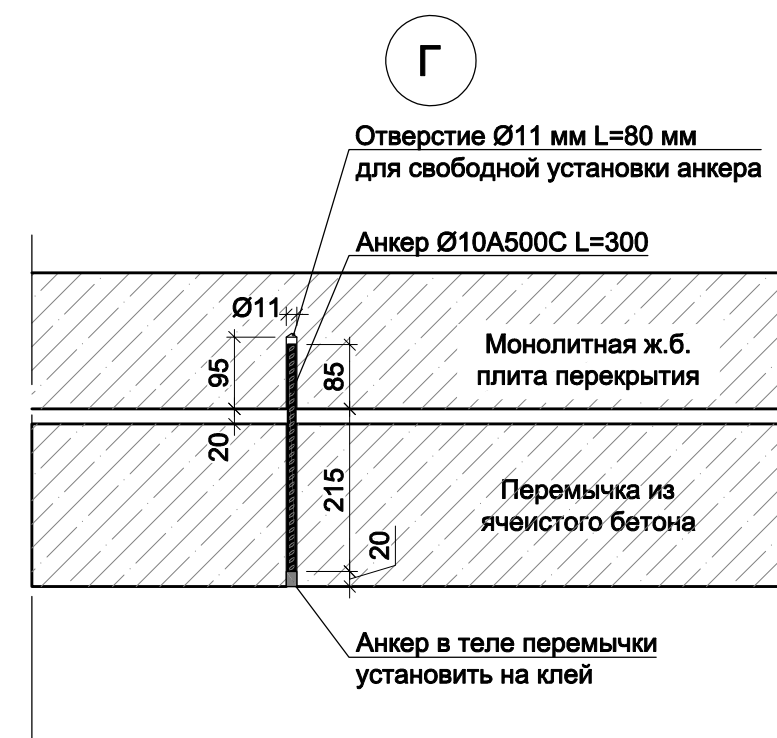 Г
Отверстие Ø11 мм L=80 мм
для свободной установки анкера
Анкер Ø10А500С L=300
Ø11
95
85
Монолитная ж.б.
плита перекрытия
20
215
20
Перемычка из
ячеистого бетона
Анкер в теле перемычки
установить на клей